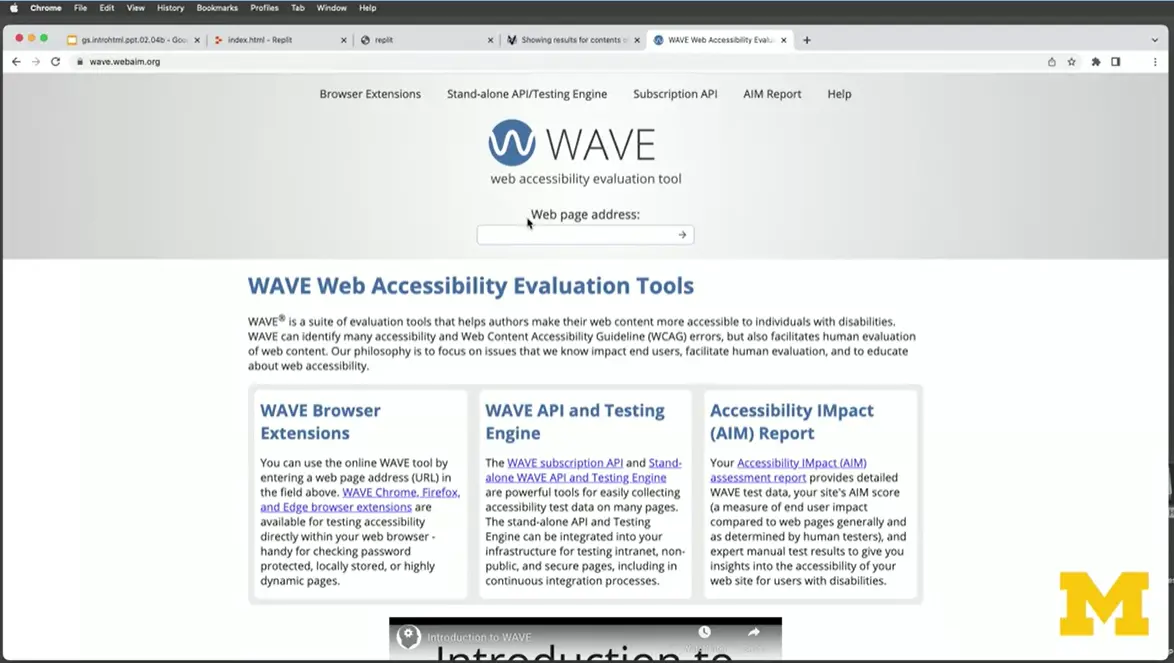 Chrome File Edit View History Bookmarks Profiles Tab Window Help
gs.introhtml.ppt.02.04b - Goo index.html - Replit replit Showing results for contents o WAVE Web Accessibility Evalu
wave.webaim.org
Browser Extensions Stand-alone API/Testing Engine Subscription API AIM Report Help
WAVE
web accessibility evaluation tool
Web page address:
WAVE Web Accessibility Evaluation Tools
WAVE® is a suite of evaluation tools that helps authors make their web content more accessible to individuals with disabilities.
WAVE can identify many accessibility and Web Content Accessibility Guideline (WCAG) errors, but also facilitates human evaluation
of web content. Our philosophy is to focus on issues that we know impact end users, facilitate human evaluation, and to educate
about web accessibility.
WAVE Browser
Extensions
You can use the online WAVE tool by
entering a web page address (URL) in
the field above. WAVE Chrome, Firefox,
and Edge browser extensions are
available for testing accessibility
directly within your web browser -
handy for checking password
protected, locally stored, or highly
dynamic pages.
WAVE API and Testing
Engine
The WAVE subscription API and Stand-
alone WAVE API and Testing Engine
are powerful tools for easily collecting
accessibility test data on many pages.
The stand-alone API and Testing
Engine can be integrated into your
infrastructure for testing intranet, non-
public, and secure pages, including in
continuous integration processes.
Accessibility IMpact
(AIM) Report
Your Accessibility IMpact (AIM)
assessment report provides detailed
WAVE test data, your site's AIM score
(a measure of end user impact
compared to web pages generally and
as determined by human testers), and
expert manual test results to give you
insights into the accessibility of your
web site for users with disabilities.
Introduction to WAVE
Introduction to
M